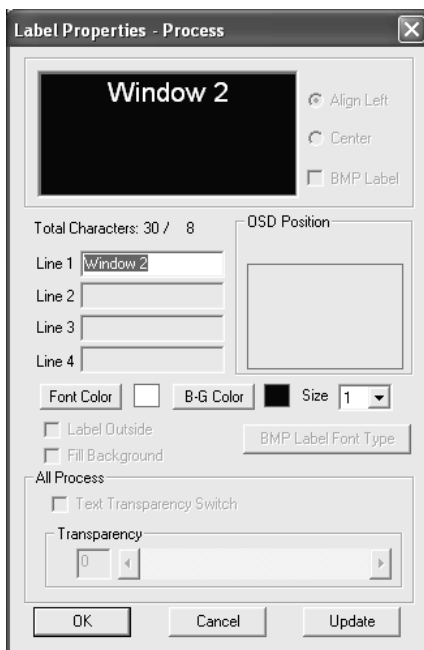 Label Properties - Process
Window 2
Align Left
Center
BMP Label
Total Characters: 30 / 8
OSD Position
Line 1 Window 2
Line 2
Line 3
Line 4
Font Color B-G Color Size 1
Label Outside
BMP Label Font Type
Fill Background
All Process
Text Transparency Switch
Transparency
0
OK Cancel Update